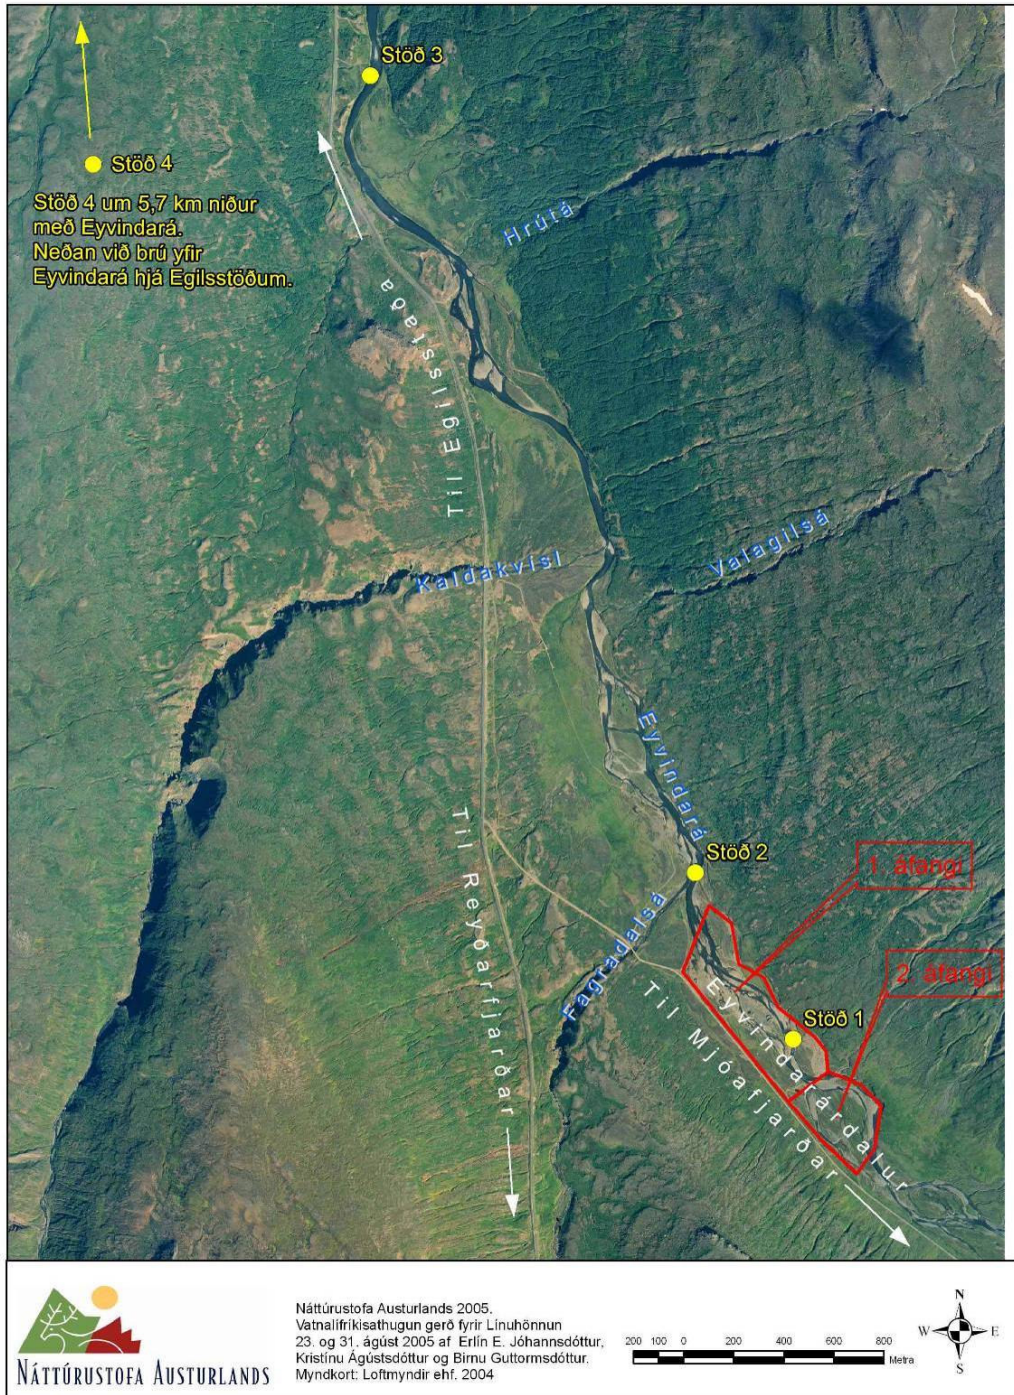 Stöð 3
Stöð 4
Stöð 4 um 5,7 km niður
með Eyvindará.
Neðan við brú yfir
Eyvindará hjá Egilsstöðum.
Hrútá
Til Egilsstaða
Valagilsá
Kaldakvísl
Eyvindará
Til Reyðarfjarðar
Stöð 2
1. áfangi
Fagradalsá
2. áfangi
Stöð 1
Eyvindarárdalur
Til Mjóafjarðar
NÁTTÚRUSTOFA AUSTURLANDS
Náttúrustofa Austurlands 2005.
Vatnalífríkisathugun gerð fyrir Línuhönnun
23. og 31. ágúst 2005 af Erlín E. Jóhannsdóttur,
Kristínu Ágústsdóttur og Birnu Guttormsdóttur.
Myndkort: Loftmyndir ehf. 2004
200 100 0 200 400 600 800
Metra
N
W E
S